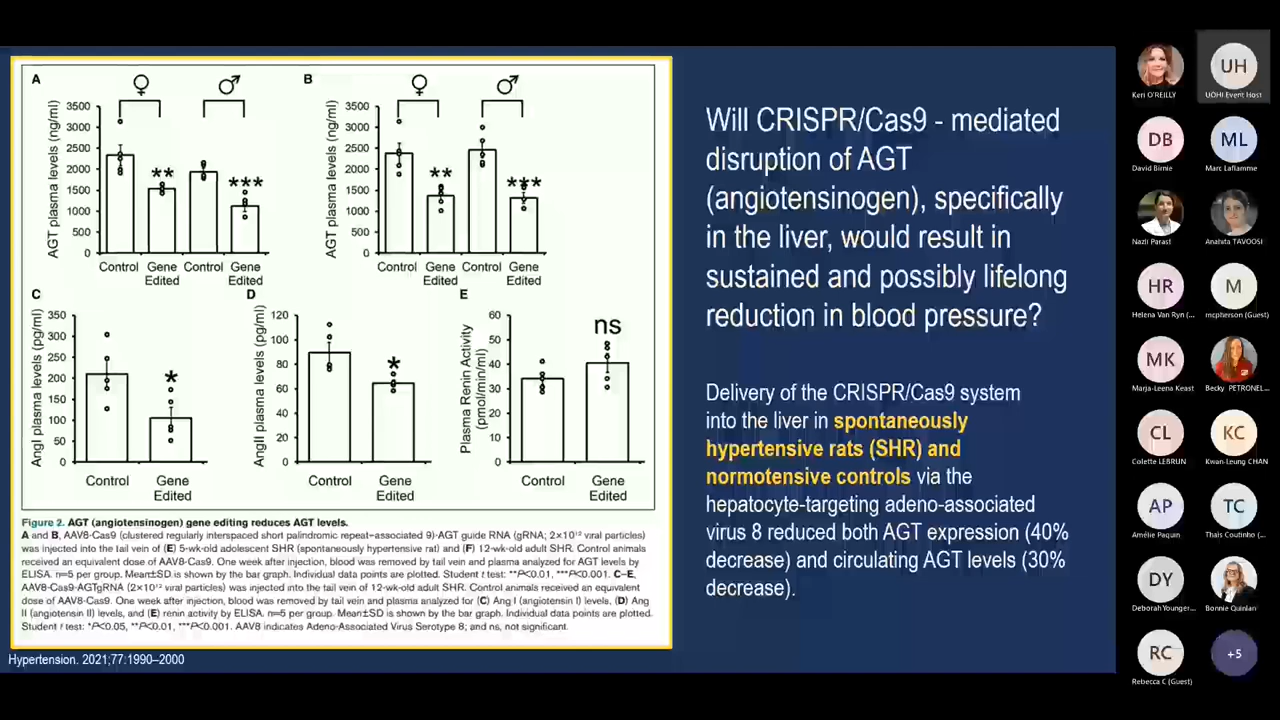 A
B
AGT plasma levels (ng/ml)
3500
3000
2500
2000
1500
1000
500
0
**
***
Control
Gene Edited
Control
Gene Edited
AGT plasma levels (ng/ml)
3500
3000
2500
2000
1500
1000
500
0
**
***
Control
Gene Edited
Control
Gene Edited
C
AngI plasma levels (pg/ml)
350
300
250
200
150
100
50
0
*
Control
Gene Edited
D
AngII plasma levels (pg/ml)
120
100
80
60
40
20
0
*
Control
Gene Edited
E
Plasma Renin Activity
(pmol/min/ml)
60
50
40
30
20
10
0
ns
Control
Gene Edited
Figure 2. AGT (angiotensinogen) gene editing reduces AGT levels.
A and B, AAV8-Cas9 (clustered regularly interspaced short palindromic repeat–associated 9)-AGT guide RNA (gRNA; 2×10¹² viral particles)
was injected into the tail vein of (E) 5-wk-old adolescent SHR (spontaneously hypertensive rat) and (F) 12-wk-old adult SHR. Control animals
received an equivalent dose of AAV8-Cas9. One week after injection, blood was removed by tail vein and plasma analyzed for AGT levels by
ELISA. n=5 per group. Mean±SD is shown by the bar graph. Individual data points are plotted. Student t test: **P<0.01, ***P<0.001. C–E,
AAV8-Cas9-AGTgRNA (2×10¹² viral particles) was injected into the tail vein of 12-wk-old adult SHR. Control animals received an equivalent
dose of AAV8-Cas9. One week after injection, blood was removed by tail vein and plasma analyzed for (C) Ang I (angiotensin I) levels, (D) Ang
II (angiotensin II) levels, and (E) renin activity by ELISA. n=5 per group. Mean±SD is shown by the bar graph. Individual data points are plotted.
Student t test: *P<0.05, **P<0.01, ***P<0.001. AAV8 indicates Adeno-Associated Virus Serotype 8; and ns, not significant.
Hypertension. 2021;77:1990–2000
Will CRISPR/Cas9 - mediated
disruption of AGT
(angiotensinogen), specifically
in the liver, would result in
sustained and possibly lifelong
reduction in blood pressure?
Delivery of the CRISPR/Cas9 system
into the liver in spontaneously
hypertensive rats (SHR) and
normotensive controls via the
hepatocyte-targeting adeno-associated
virus 8 reduced both AGT expression (40%
decrease) and circulating AGT levels (30%
decrease).
Keri O'REILLY
UH
UOHI Event Host
DB
David Birnie
ML
Marc Laflamme
Nazli Parast
Anahita TAVOOSI
HR
Helena Van Ryn (...
M
mcpherson (Guest)
MK
Marja-Leena Keast
Becky PETRONEL...
CL
Colette LEBRUN
KC
Kwan-Leung CHAN
AP
Amélie Paquin
TC
Thais Coutinho (...
DY
Deborah Younger...
Bonnie Quinlan
RC
Rebecca C (Guest)
+5